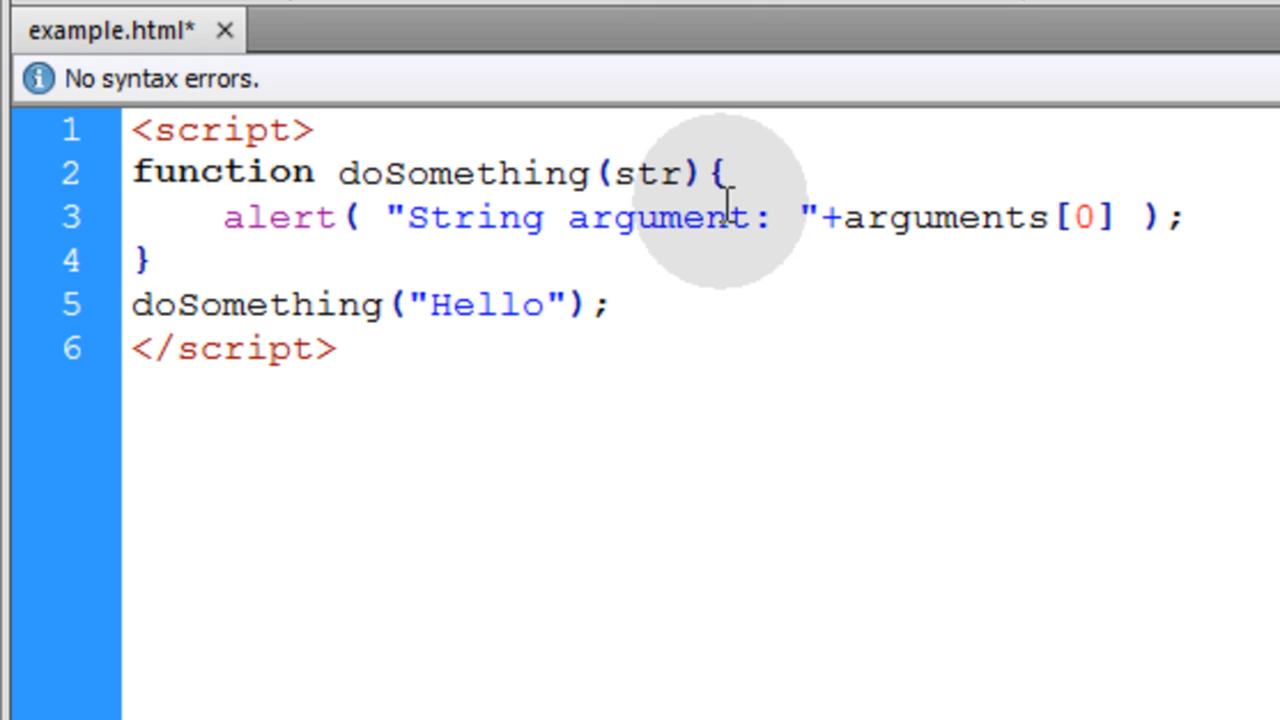 example.html* ×
No syntax errors.
1 <script>
2 function doSomething(str){
3     alert( "String argument: "+arguments[0] );
4 }
5 doSomething("Hello");
6 </script>